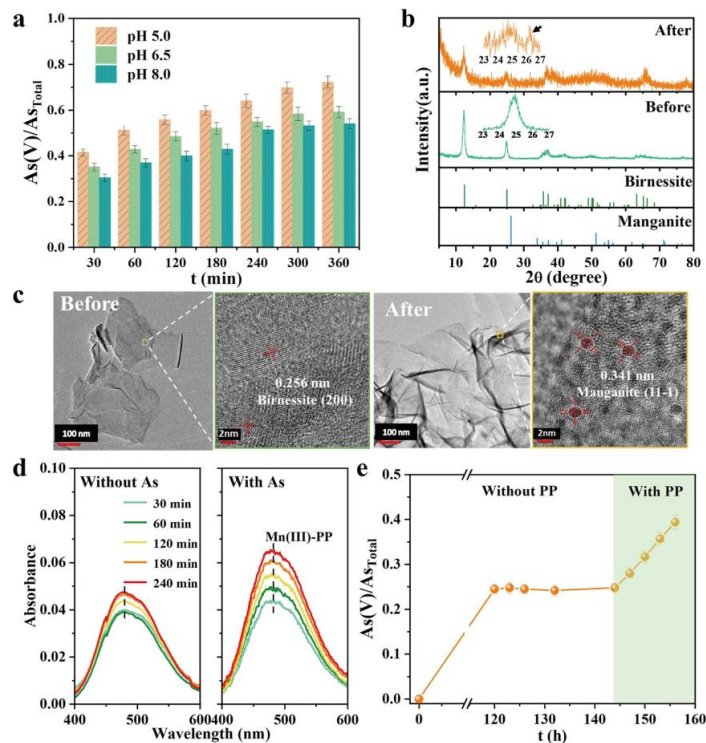 a
As(V)/AsTotal
1.0
0.8
0.6
0.4
0.2
0.0
pH 5.0
pH 6.5
pH 8.0
30 60 120 180 240 300 360
t (min)
b
Intensity(a.u.)
After
23 24 25 26 27
Before
23 24 25 26 27
Birnessite
Manganite
10 20 30 40 50 60 70 80
2θ (degree)
c
Before
100 nm
0.256 nm
Birnessite (200)
2nm
After
100 nm
0.341 nm
Manganite (11-1)
2nm
d
Absorbance
0.10
0.08
0.06
0.04
0.02
0.00
Without As
30 min
60 min
120 min
180 min
240 min
With As
Mn(III)-PP
400 500 600
400 500 600
Wavelength (nm)
e
As(V)/AsTotal
0.5
0.4
0.3
0.2
0.1
0.0
Without PP
With PP
0 120 130 140 150 160
t (h)